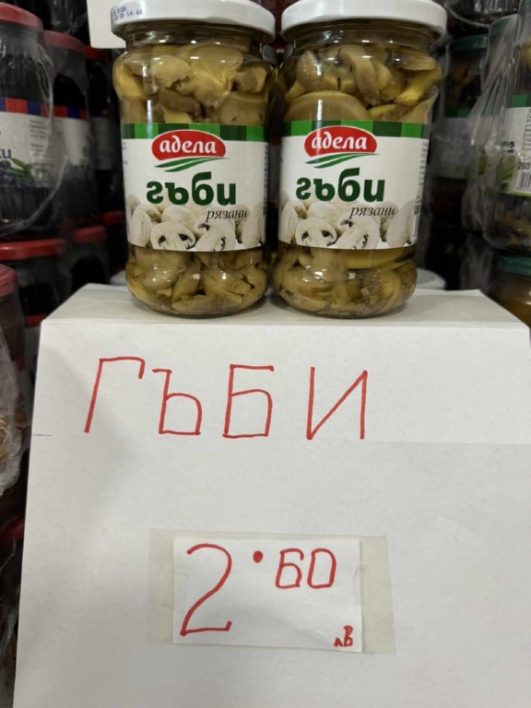 адела
гъби
рязани
адела
гъби
рязани
ГЪБИ
2.60
лв